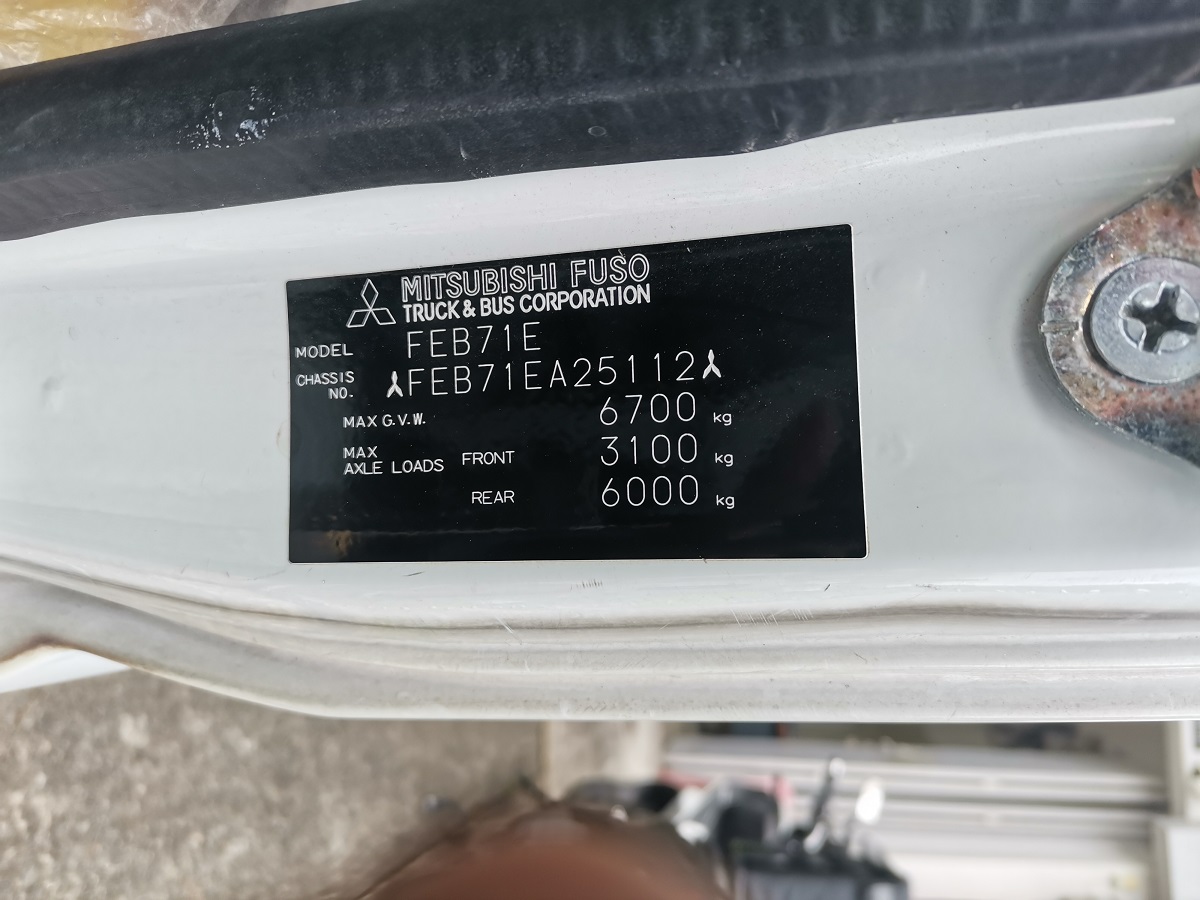 MITSUBISHI FUSO
TRUCK & BUS CORPORATION
MODEL FEB71E
CHASSIS NO. FEB71EA25112
MAX G.V.W. 6700 kg
MAX AXLE LOADS FRONT 3100 kg
REAR 6000 kg